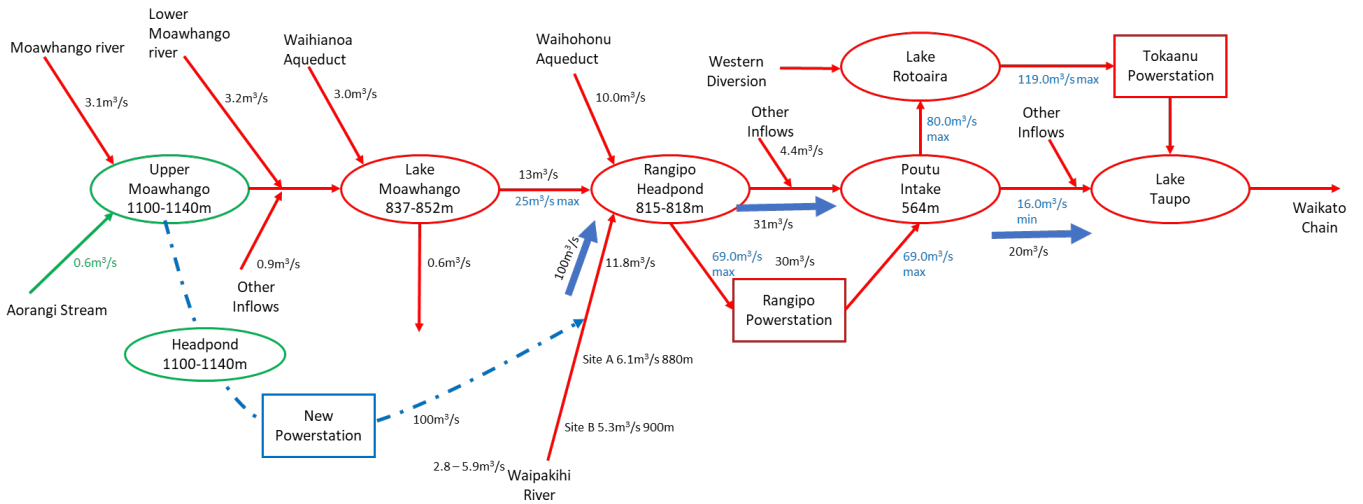 Moawhango river
Lower
Moawhango
river
Waihianoa
Aqueduct
Waihohonu
Aqueduct
Western
Diversion
Lake
Rotoaira
119.0m³/s max
Tokaanu
Powerstation
3.1m³/s
3.2m³/s
3.0m³/s
10.0m³/s
Other
Inflows
4.4m³/s
80.0m³/s
max
Other
Inflows
Upper
Moawhango
1100-1140m
Lake
Moawhango
837-852m
13m³/s
25m³/s max
Rangipo
Headpond
815-818m
31m³/s
Poutu
Intake
564m
16.0m³/s
min
20m³/s
Lake
Taupo
Waikato
Chain
0.6m³/s
Aorangi Stream
0.9m³/s
Other
Inflows
0.6m³/s
100m³/s
11.8m³/s
69.0m³/s
max
30m³/s
69.0m³/s
max
Rangipo
Powerstation
Headpond
1100-1140m
New
Powerstation
100m³/s
Site A 6.1m³/s 880m
Site B 5.3m³/s 900m
2.8 – 5.9m³/s
Waipakihi
River